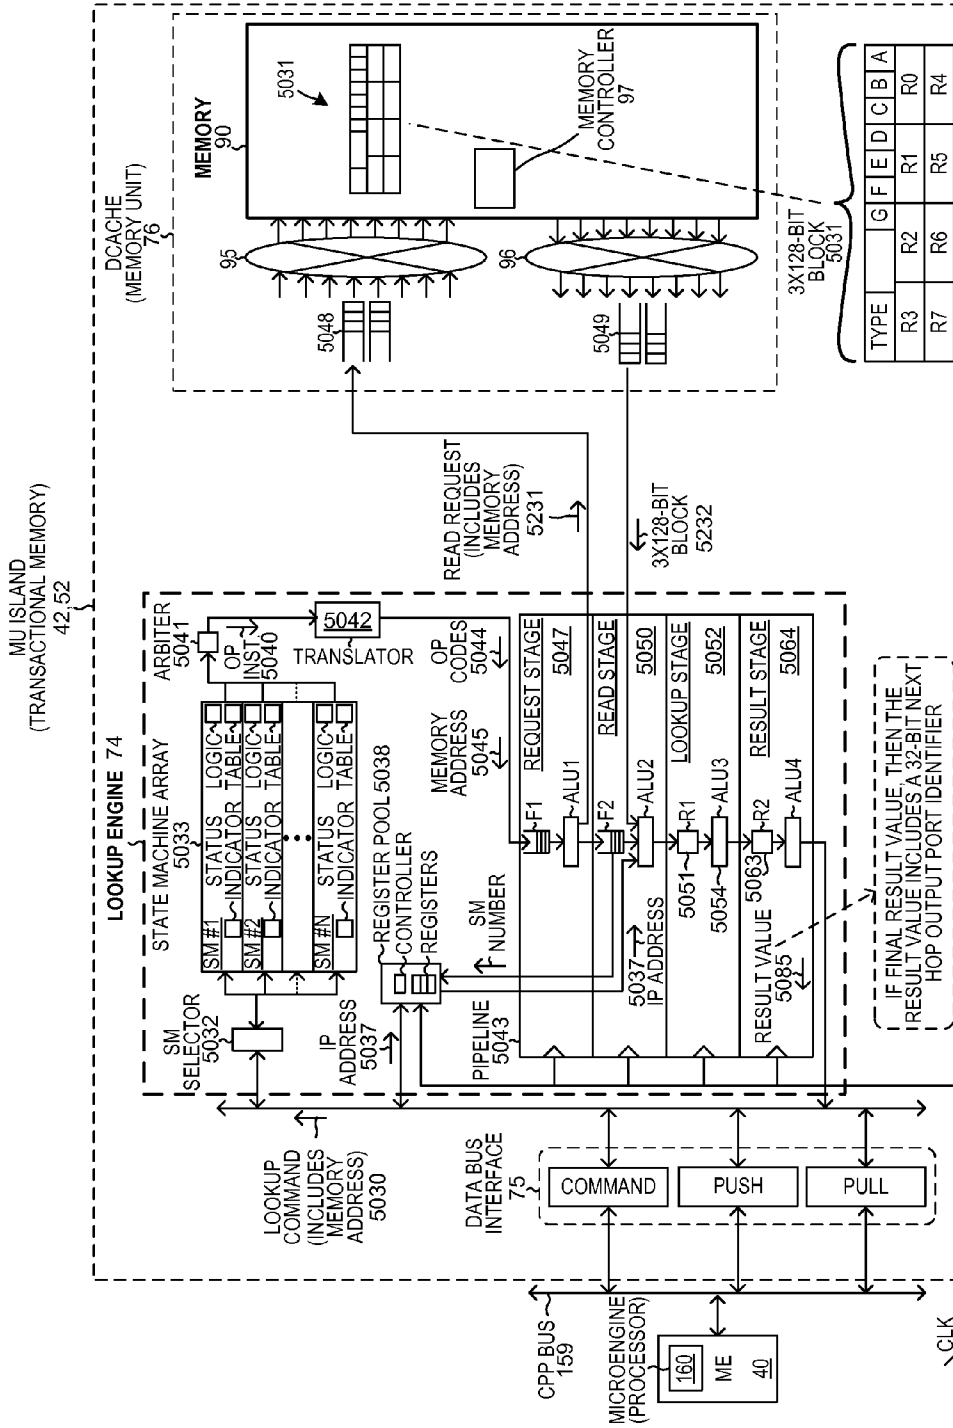 MU ISLAND
(TRANSACTIONAL MEMORY)
42,52
LOOKUP ENGINE 74
STATE MACHINE ARRAY
5033
SM #1
STATUS LOGIC
INDICATOR TABLE
SM #2
STATUS LOGIC
INDICATOR TABLE
SM #N
STATUS LOGIC
INDICATOR TABLE
ARBITER
5041
OP
INST.
5040
5042
TRANSLATOR
SM
SELECTOR
5032
REGISTER POOL 5038
CONTROLLER
REGISTERS
IP
ADDRESS
5037
SM
NUMBER
OP
CODES
5044
MEMORY
ADDRESS
5045
PIPELINE
5043
F1
ALU1
REQUEST STAGE
5047
F2
ALU2
READ STAGE
5050
5037
IP ADDRESS
5051
R1
5054
ALU3
LOOKUP STAGE
5052
5063
R2
ALU4
RESULT STAGE
5064
RESULT VALUE
5085
IF FINAL RESULT VALUE, THEN THE
RESULT VALUE INCLUDES A 32-BIT NEXT
HOP OUTPUT PORT IDENTIFIER
LOOKUP
COMMAND
(INCLUDES
MEMORY
ADDRESS)
5030
DATA BUS
INTERFACE
75
COMMAND
PUSH
PULL
CPP BUS
159
MICROENGINE
(PROCESSOR)
160
ME
40
CLK
READ REQUEST
(INCLUDES
MEMORY
ADDRESS)
5231
3X128-BIT
BLOCK
5232
DCACHE
(MEMORY UNIT)
76
MEMORY
90
5031
MEMORY
CONTROLLER
97
95
96
5048
5049
3X128-BIT
BLOCK
5031
TYPE G F E D C B A
R3 R2 R1 R0
R7 R6 R5 R4